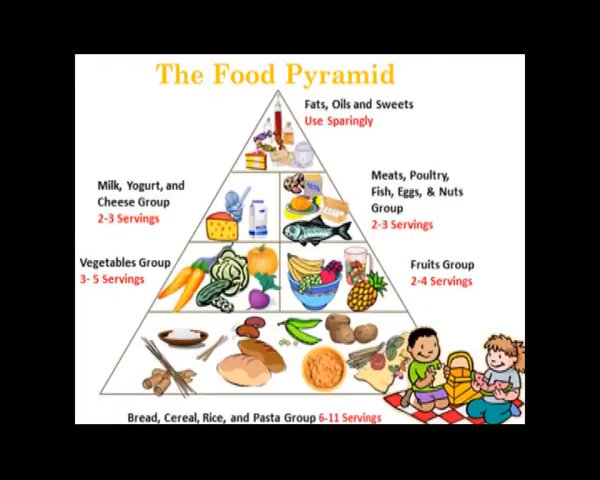 The Food Pyramid
Fats, Oils and Sweets
Use Sparingly
Milk, Yogurt, and
Cheese Group
2-3 Servings
Meats, Poultry,
Fish, Eggs, & Nuts
Group
2-3 Servings
Vegetables Group
3- 5 Servings
Fruits Group
2-4 Servings
Bread, Cereal, Rice, and Pasta Group 6-11 Servings